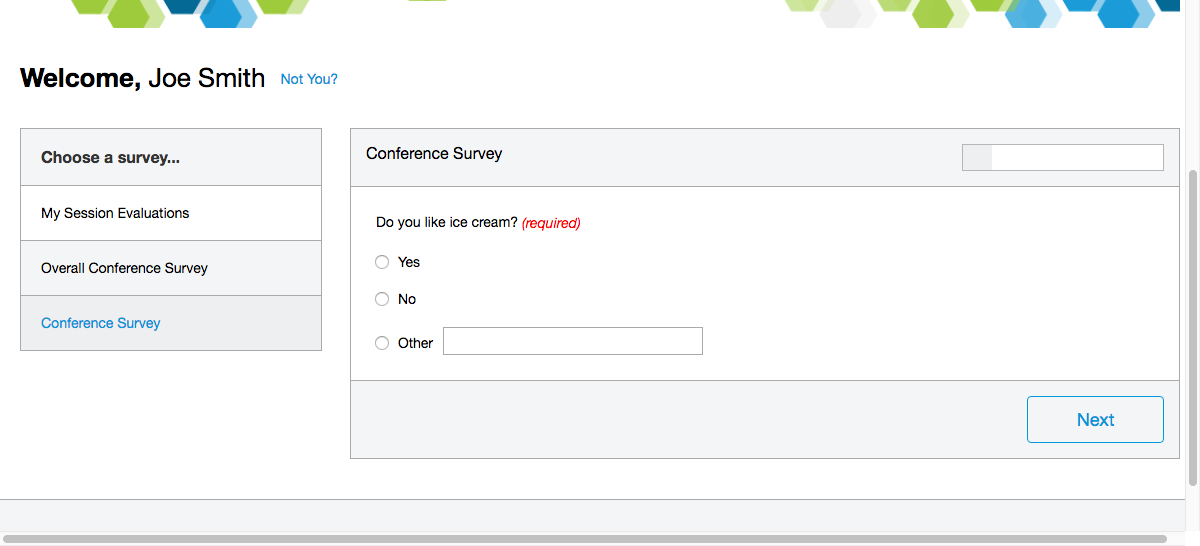 Welcome, Joe Smith Not You?
Choose a survey...
My Session Evaluations
Overall Conference Survey
Conference Survey
Conference Survey
Do you like ice cream? (required)
Yes
No
Other
Next